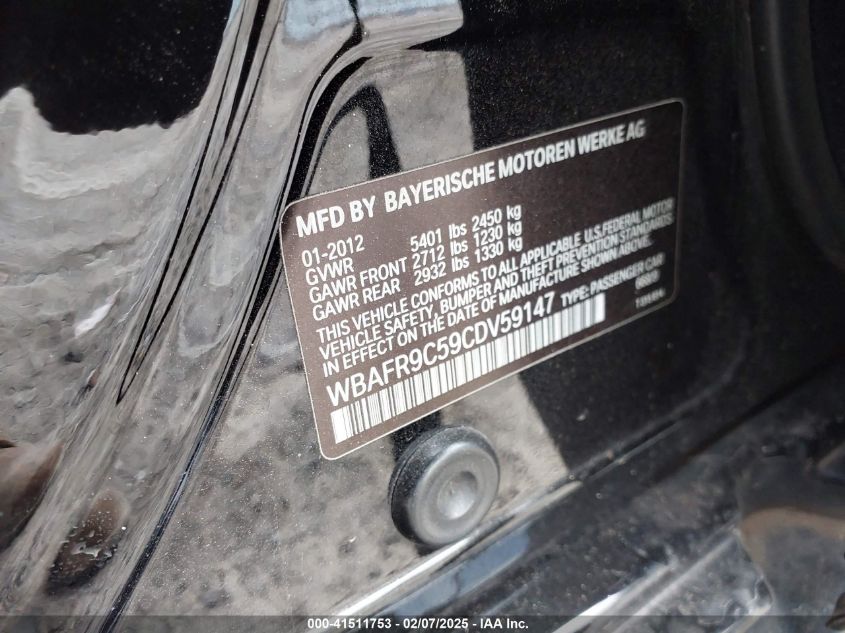 MFD BY BAYERISCHE MOTOREN WERKE AG
01-2012
GVWR 5401 lbs 2450 kg
GAWR FRONT 2712 lbs 1230 kg
GAWR REAR 2932 lbs 1330 kg
THIS VEHICLE CONFORMS TO ALL APPLICABLE U.S. FEDERAL MOTOR
VEHICLE SAFETY, BUMPER AND THEFT PREVENTION STANDARDS
IN EFFECT ON THE DATE OF MANUFACTURE SHOWN ABOVE.
WBAFR9C59CDV59147 TYPE: PASSENGER CAR
000-41511753 - 02/07/2025 - © IAA, Inc.